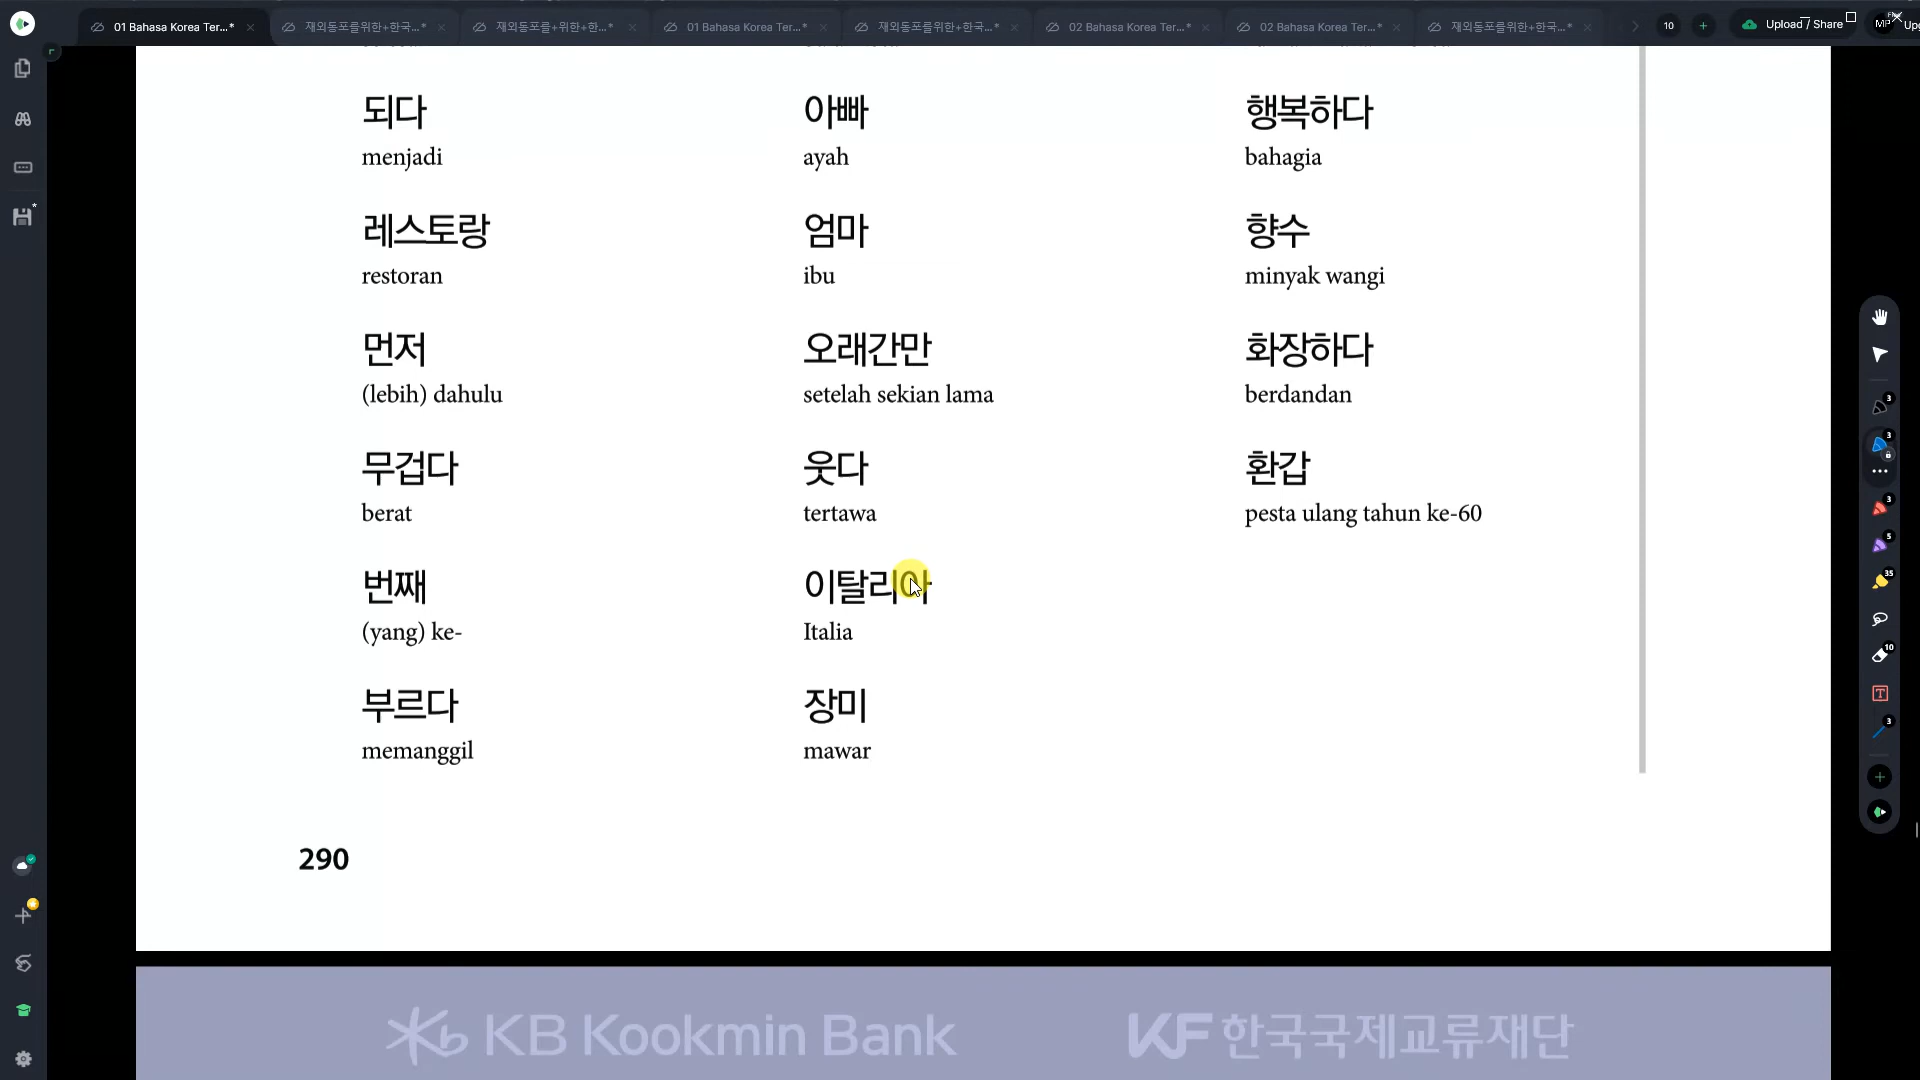 01 Bahasa Korea Ter...*
재외동포를위한+한국...*
재외동포를+위한+한...*
01 Bahasa Korea Ter...*
재외동포를위한+한국...*
02 Bahasa Korea Ter...*
02 Bahasa Korea Ter...*
재외동포를위한+한국...*
10
Upload / Share
되다
menjadi
레스토랑
restoran
먼저
(lebih) dahulu
무겁다
berat
번째
(yang) ke-
부르다
memanggil
아빠
ayah
엄마
ibu
오래간만
setelah sekian lama
웃다
tertawa
이탈리아
Italia
장미
mawar
행복하다
bahagia
향수
minyak wangi
화장하다
berdandan
환갑
pesta ulang tahun ke-60
290
KB Kookmin Bank
KF 한국국제교류재단
3
3
3
5
35
10
3